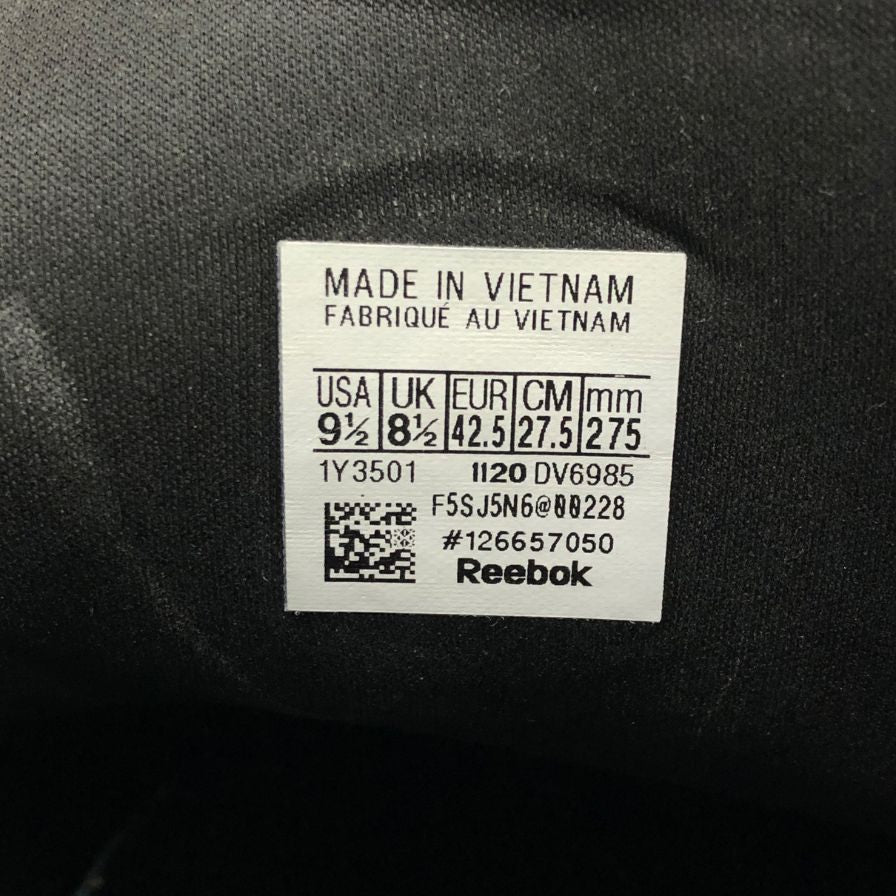 MADE IN VIETNAM
FABRIQUÉ AU VIETNAM
USA UK EUR CM mm
9½ 8½ 42.5 27.5 275
1Y3501 1120 DV6985
F5SJ5N6@00228
#126657050
Reebok